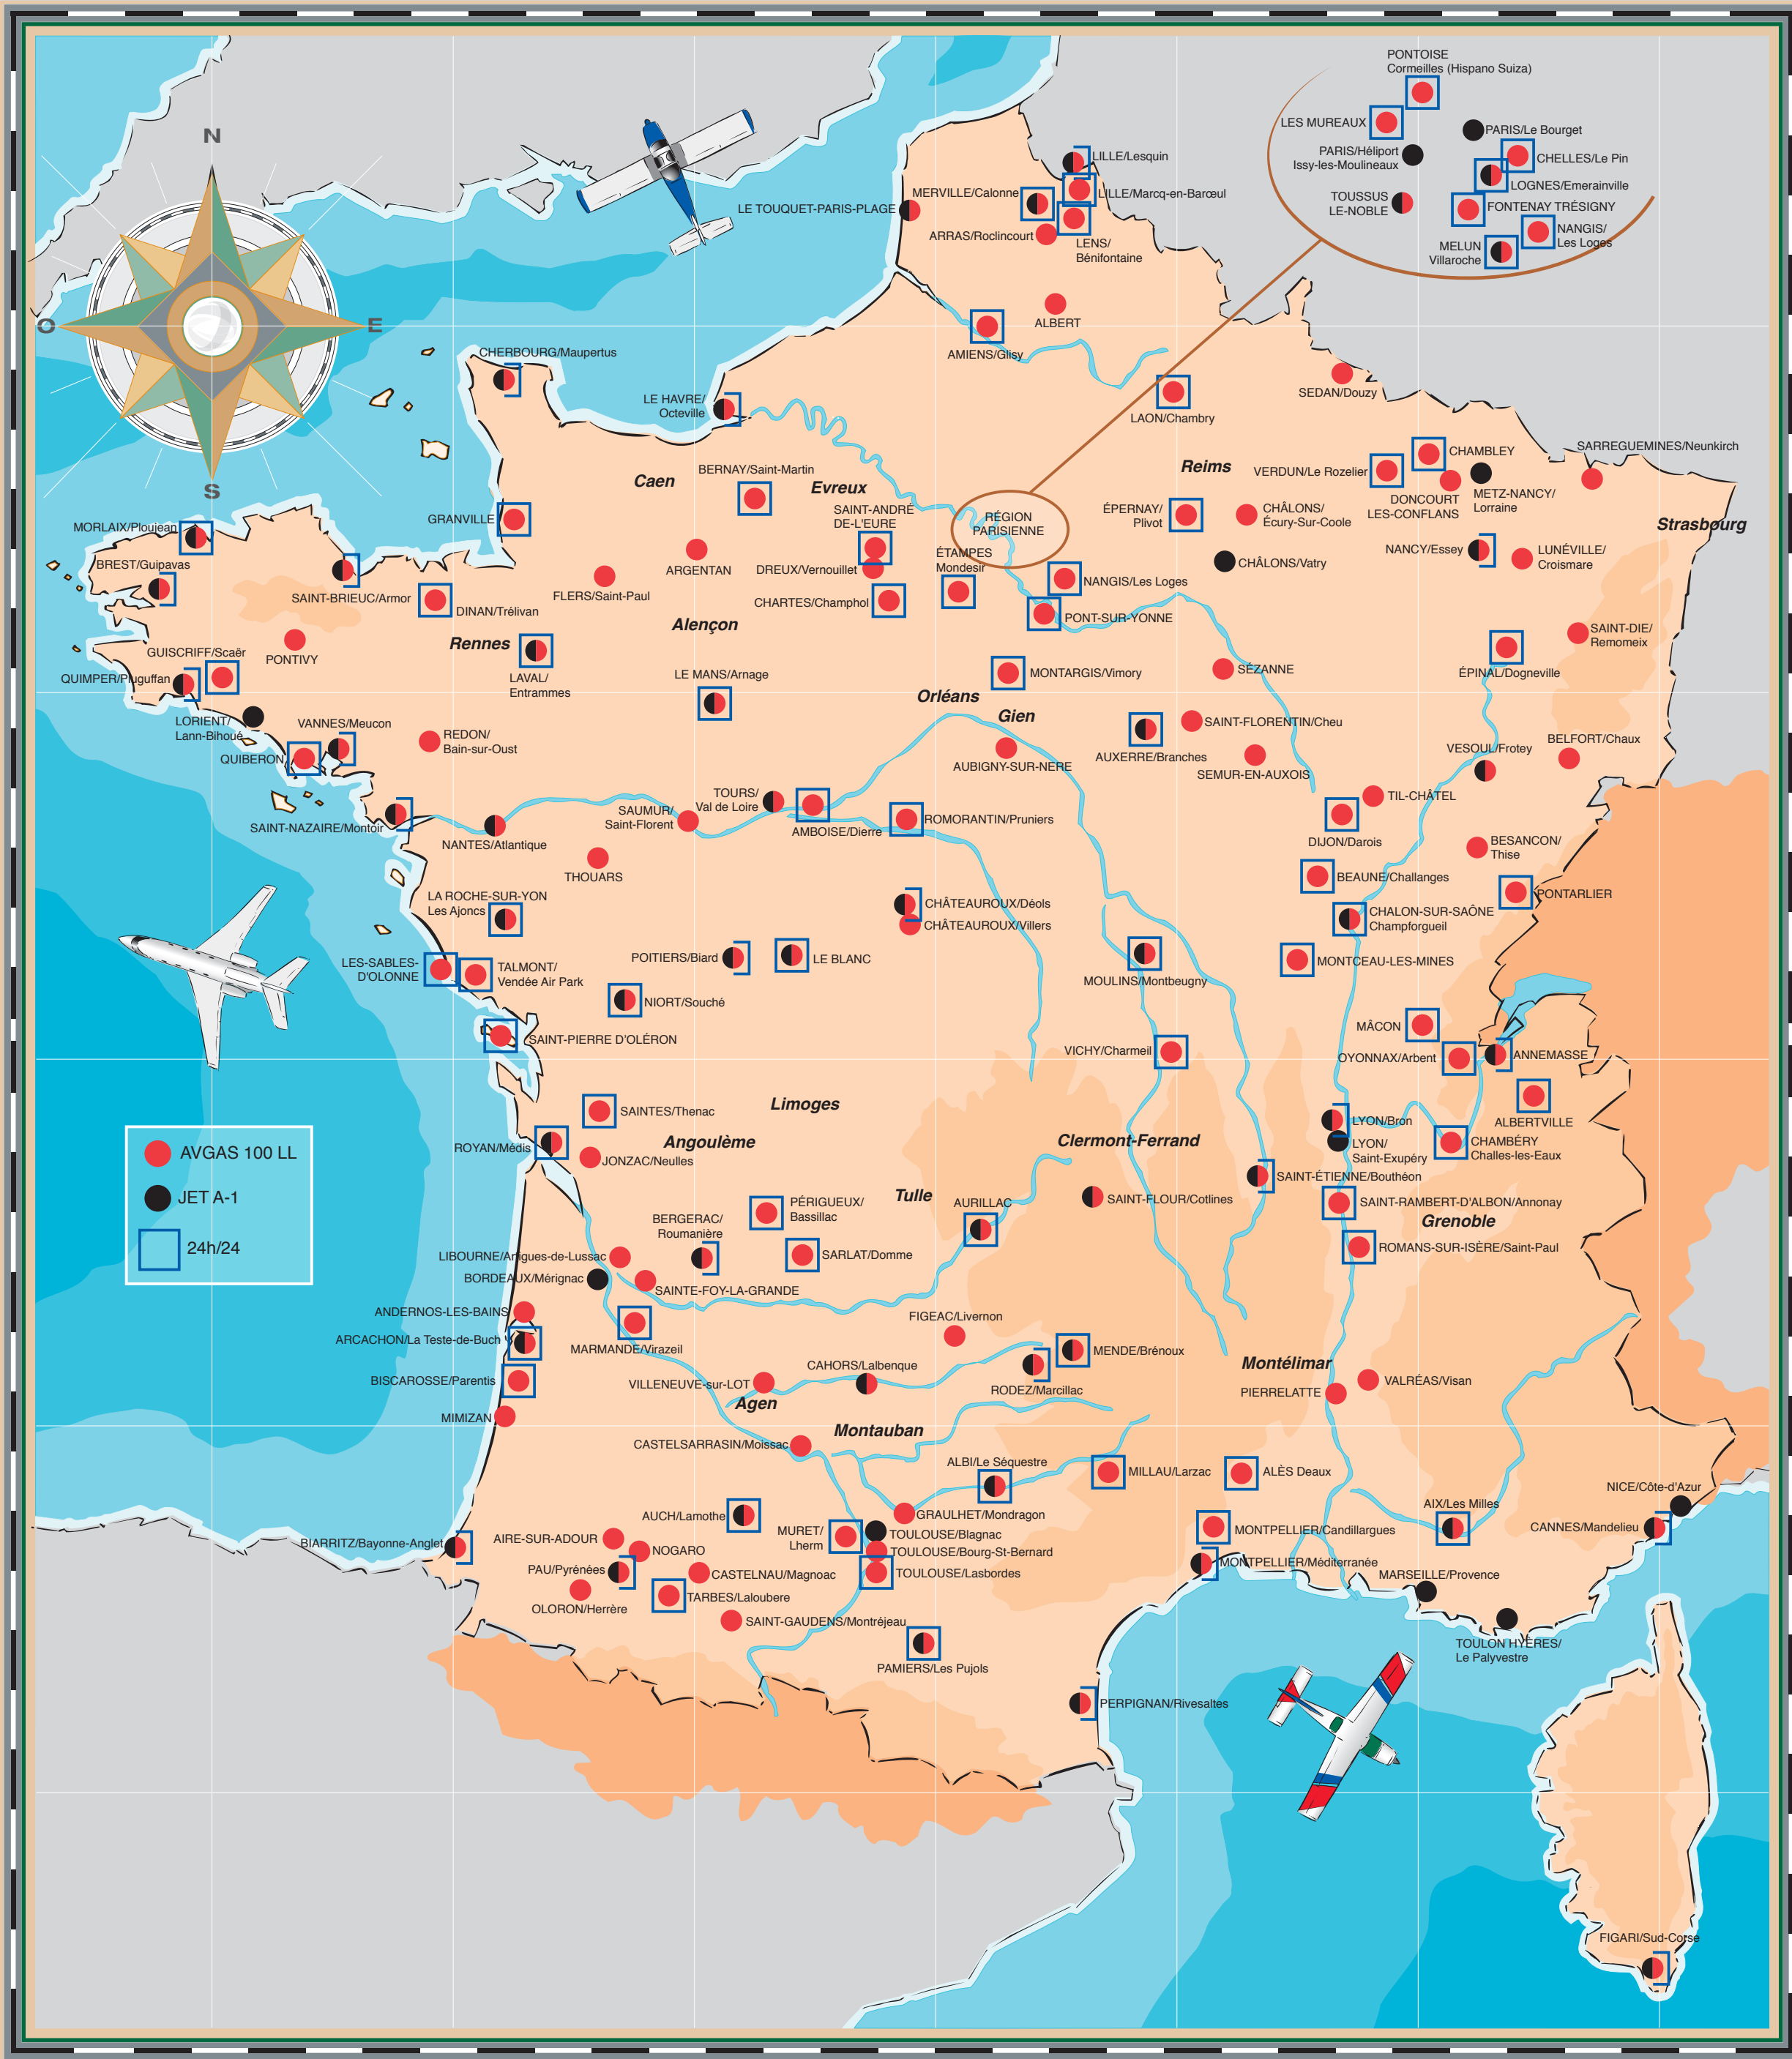 PONTOISE
Cormeilles (Hispano Suiza)
LES MUREAUX
PARIS/Le Bourget
PARIS/Héliport
Issy-les-Moulineaux
CHELLES/Le Pin
LOGNES/Emerainville
TOUSSUS
LE-NOBLE
FONTENAY TRÉSIGNY
NANGIS/
Les Loges
MELUN
Villaroche
N
O
E
S
LILLE/Lesquin
MERVILLE/Calonne
LILLE/Marcq-en-Barœul
LE TOUQUET-PARIS-PLAGE
ARRAS/Roclincourt
LENS/
Bénifontaine
ALBERT
AMIENS/Glisy
CHERBOURG/Maupertus
LE HAVRE/
Octeville
SEDAN/Douzy
LAON/Chambry
SARREGUEMINES/Neunkirch
CHAMBLEY
Reims
VERDUN/Le Rozelier
BERNAY/Saint-Martin
Caen
Evreux
DONCOURT
LES-CONFLANS
METZ-NANCY/
Lorraine
SAINT-ANDRÉ
DE-L'EURE
RÉGION
PARISIENNE
ÉPERNAY/
Plivot
CHÂLONS/
Écury-Sur-Coole
GRANVILLE
Strasbourg
MORLAIX/Ploujean
NANCY/Essey
LUNÉVILLE/
Croismare
BREST/Guipavas
ARGENTAN
DREUX/Vernouillet
ÉTAMPES
Mondesir
CHÂLONS/Vatry
NANGIS/Les Loges
SAINT-BRIEUC/Armor
DINAN/Trélivan
FLERS/Saint-Paul
CHARTES/Champhol
PONT-SUR-YONNE
Alençon
Rennes
SAINT-DIE/
Remomeix
GUISCRIFF/Scaër
PONTIVY
QUIMPER/Pluguffan
LAVAL/
Entrammes
LE MANS/Arnage
MONTARGIS/Vimory
SÉZANNE
ÉPINAL/Dogneville
Orléans
Gien
LORIENT/
Lann-Bihoué
VANNES/Meucon
REDON/
Bain-sur-Oust
SAINT-FLORENTIN/Cheu
QUIBERON
AUBIGNY-SUR-NERE
AUXERRE/Branches
SEMUR-EN-AUXOIS
VESOUL/Frotey
BELFORT/Chaux
TIL-CHÂTEL
TOURS/
Val de Loire
SAUMUR/
Saint-Florent
AMBOISE/Dierre
ROMORANTIN/Pruniers
SAINT-NAZAIRE/Montoir
NANTES/Atlantique
DIJON/Darois
BESANCON/
Thise
THOUARS
BEAUNE/Challanges
PONTARLIER
LA ROCHE-SUR-YON
Les Ajoncs
CHÂTEAUROUX/Déols
CHÂTEAUROUX/Villers
CHALON-SUR-SAÔNE
Champforgueil
LES-SABLES-
D'OLONNE
TALMONT/
Vendée Air Park
POITIERS/Biard
LE BLANC
MOULINS/Montbeugny
MONTCEAU-LES-MINES
NIORT/Souché
SAINT-PIERRE D'OLÉRON
MÂCON
VICHY/Charmeil
OYONNAX/Arbent
ANNEMASSE
SAINTES/Thenac
Limoges
ALBERTVILLE
LYON/Bron
LYON/
Saint-Exupéry
CHAMBÉRY
Challes-les-Eaux
ROYAN/Médis
Angoulème
JONZAC/Neulles
Clermont-Ferrand
SAINT-ÉTIENNE/Bouthéon
AVGAS 100 LL
JET A-1
24h/24
PÉRIGUEUX/
Bassillac
Tulle
AURILLAC
SAINT-FLOUR/Cotlines
SAINT-RAMBERT-D'ALBON/Annonay
Grenoble
BERGERAC/
Roumanière
LIBOURNE/Artigues-de-Lussac
SARLAT/Domme
ROMANS-SUR-ISÈRE/Saint-Paul
BORDEAUX/Mérignac
SAINTE-FOY-LA-GRANDE
ANDERNOS-LES-BAINS
FIGEAC/Livernon
ARCACHON/La Teste-de-Buch
MARMANDE/Virazeil
MENDE/Brénoux
CAHORS/Lalbenque
RODEZ/Marcillac
Montélimar
VALRÉAS/Visan
BISCAROSSE/Parentis
VILLENEUVE-sur-LOT
PIERRELATTE
Agen
MIMIZAN
Montauban
CASTELSARRASIN/Moissac
ALBI/Le Séquestre
MILLAU/Larzac
ALÈS Deaux
NICE/Côte-d'Azur
AUCH/Lamothe
GRAULHET/Mondragon
AIX/Les Milles
CANNES/Mandelieu
MURET/
Lherm
TOULOUSE/Blagnac
MONTPELLIER/Candillargues
BIARRITZ/Bayonne-Anglet
AIRE-SUR-ADOUR
NOGARO
TOULOUSE/Bourg-St-Bernard
MONTPELLIER/Méditerranée
PAU/Pyrénées
CASTELNAU/Magnoac
TOULOUSE/Lasbordes
MARSEILLE/Provence
OLORON/Herrère
TARBES/Laloubere
SAINT-GAUDENS/Montréjeau
TOULON HYÈRES/
Le Palyvestre
PAMIERS/Les Pujols
PERPIGNAN/Rivesaltes
FIGARI/Sud-Corse